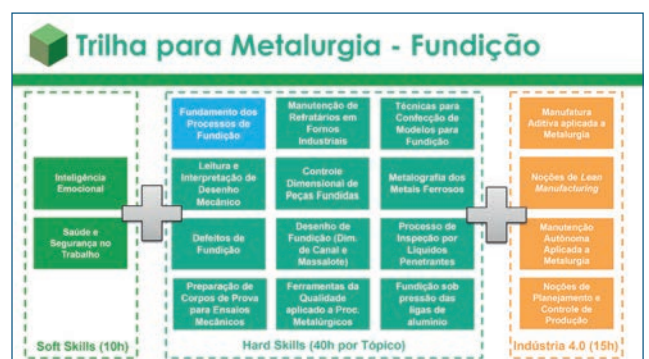 Trilha para Metalurgia - Fundição
Inteligência
Emocional
Saúde e
Segurança no
Trabalho
Soft Skills (10h)
Fundamento dos
Processos de
Fundição
Manutenção de
Refratários em
Fornos
Industriais
Técnicas para
Confecção de
Modelos para
Fundição
Leitura e
Interpretação de
Desenho
Mecânico
Controle
Dimensional de
Peças Fundidas
Metalografia dos
Metais Ferrosos
Defeitos de
Fundição
Desenho de
Fundição (Dim.
de Canal e
Massalote)
Processo de
Inspeção por
Líquidos
Penetrantes
Preparação de
Corpos de Prova
para Ensaios
Mecânicos
Ferramentas da
Qualidade
aplicado a Proc.
Metalúrgicos
Fundição sob
pressão das
ligas de
alumínio
Hard Skills (40h por Tópico)
Manufatura
Aditiva aplicada a
Metalurgia
Noções de Lean
Manufacturing
Manutenção
Autônoma
Aplicada a
Metalurgia
Noções de
Planejamento e
Controle de
Produção
Indústria 4.0 (15h)